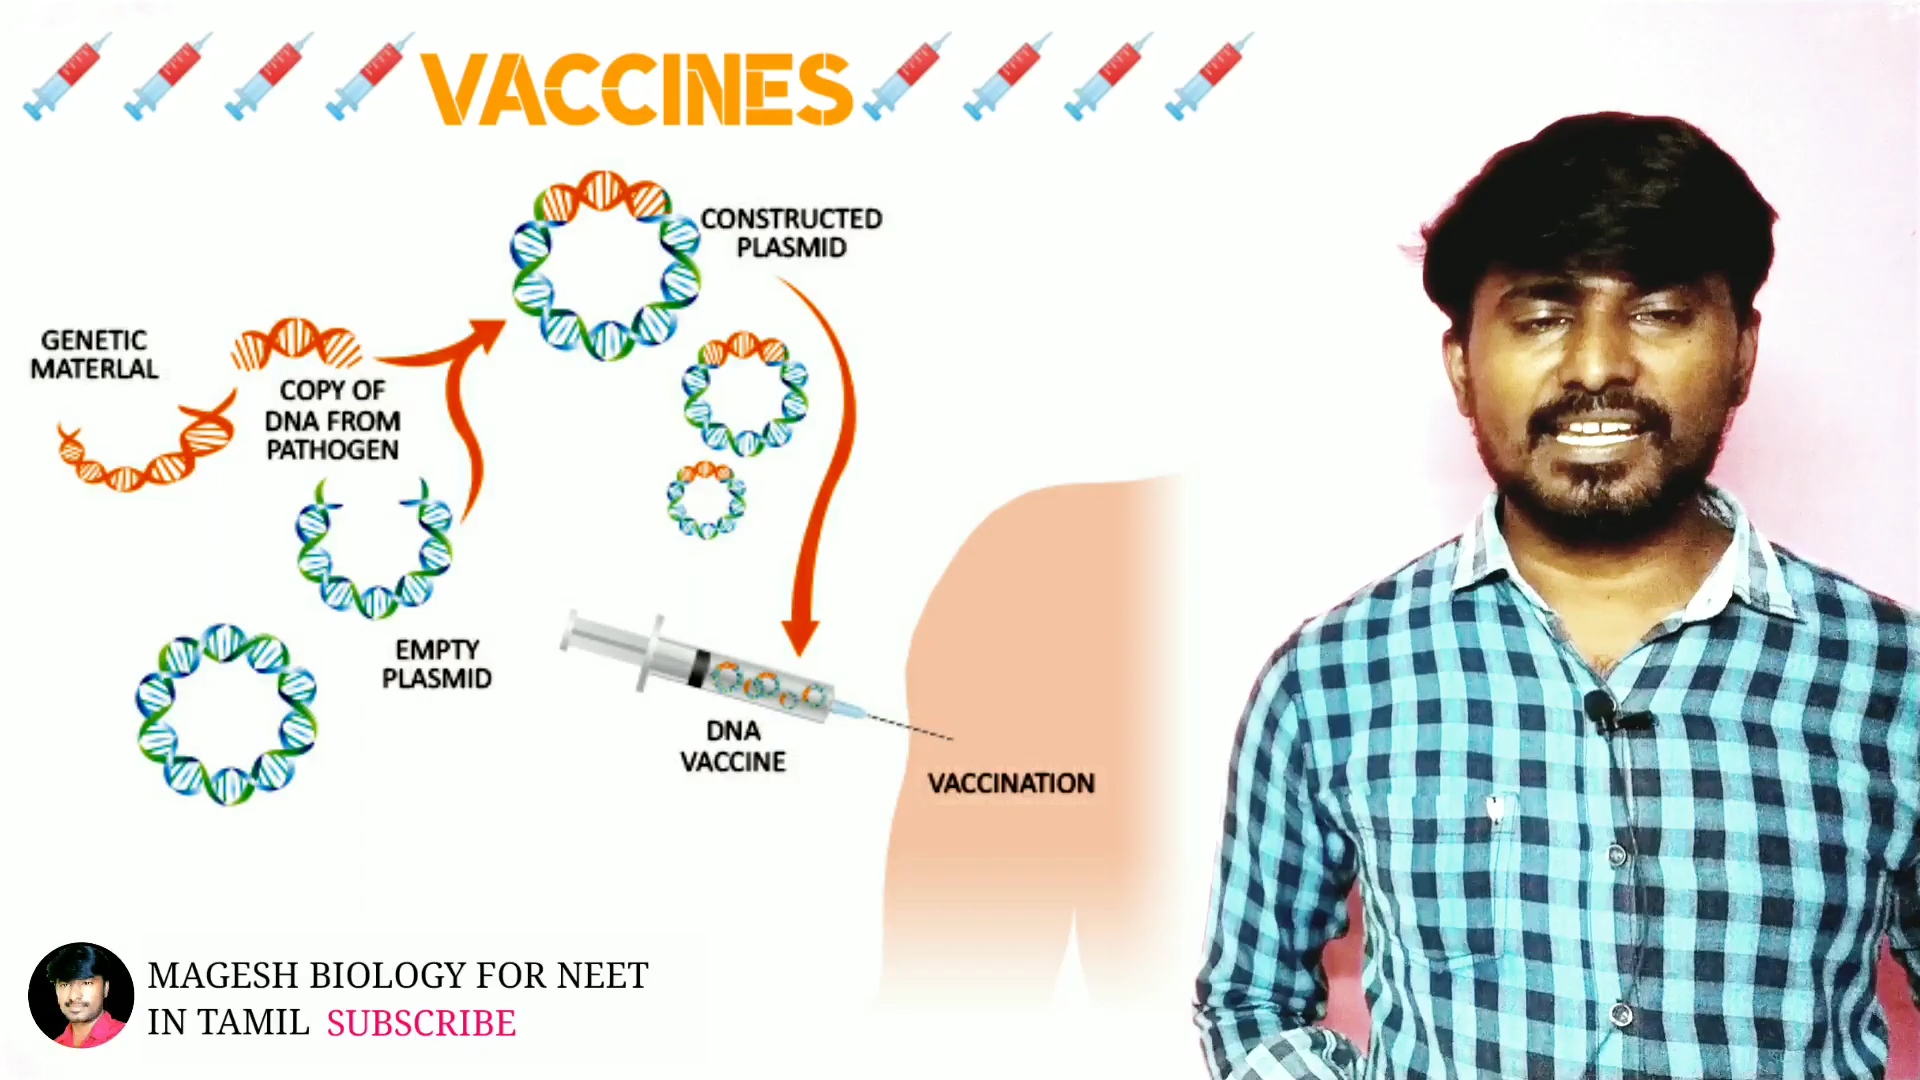 VACCINES
CONSTRUCTED
PLASMID
GENETIC
MATERLAL
COPY OF
DNA FROM
PATHOGEN
EMPTY
PLASMID
DNA
VACCINE
VACCINATION
MAGESH BIOLOGY FOR NEET
IN TAMIL SUBSCRIBE